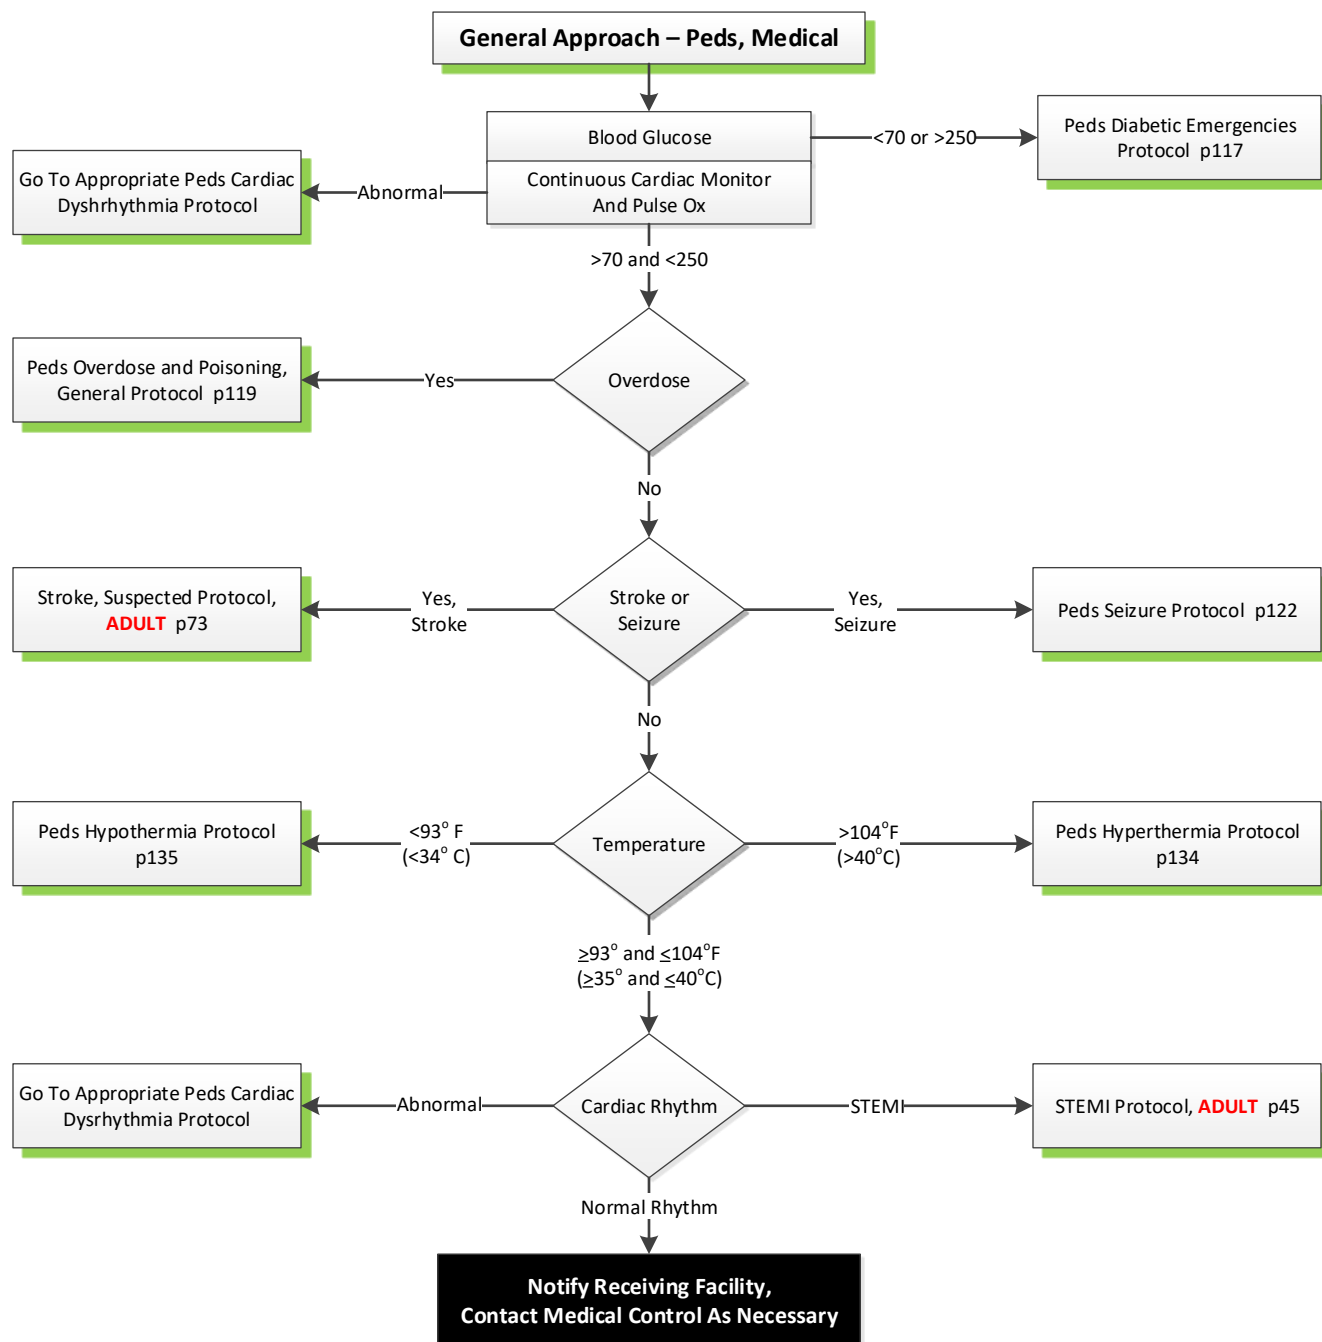 General Approach – Peds, Medical
Blood Glucose
<70 or >250
Peds Diabetic Emergencies
Protocol p117
Go To Appropriate Peds Cardiac
Dyshrhythmia Protocol
Abnormal
Continuous Cardiac Monitor
And Pulse Ox
>70 and <250
Peds Overdose and Poisoning,
General Protocol p119
Yes
Overdose
No
Stroke, Suspected Protocol,
ADULT p73
Yes,
Stroke
Stroke or
Seizure
Yes,
Seizure
Peds Seizure Protocol p122
No
Peds Hypothermia Protocol
p135
<93° F
(<34° C)
Temperature
>104°F
(>40°C)
Peds Hyperthermia Protocol
p134
≥93° and ≤104°F
(≥35° and ≤40°C)
Go To Appropriate Peds Cardiac
Dysrhythmia Protocol
Abnormal
Cardiac Rhythm
STEMI
STEMI Protocol, ADULT p45
Normal Rhythm
Notify Receiving Facility,
Contact Medical Control As Necessary